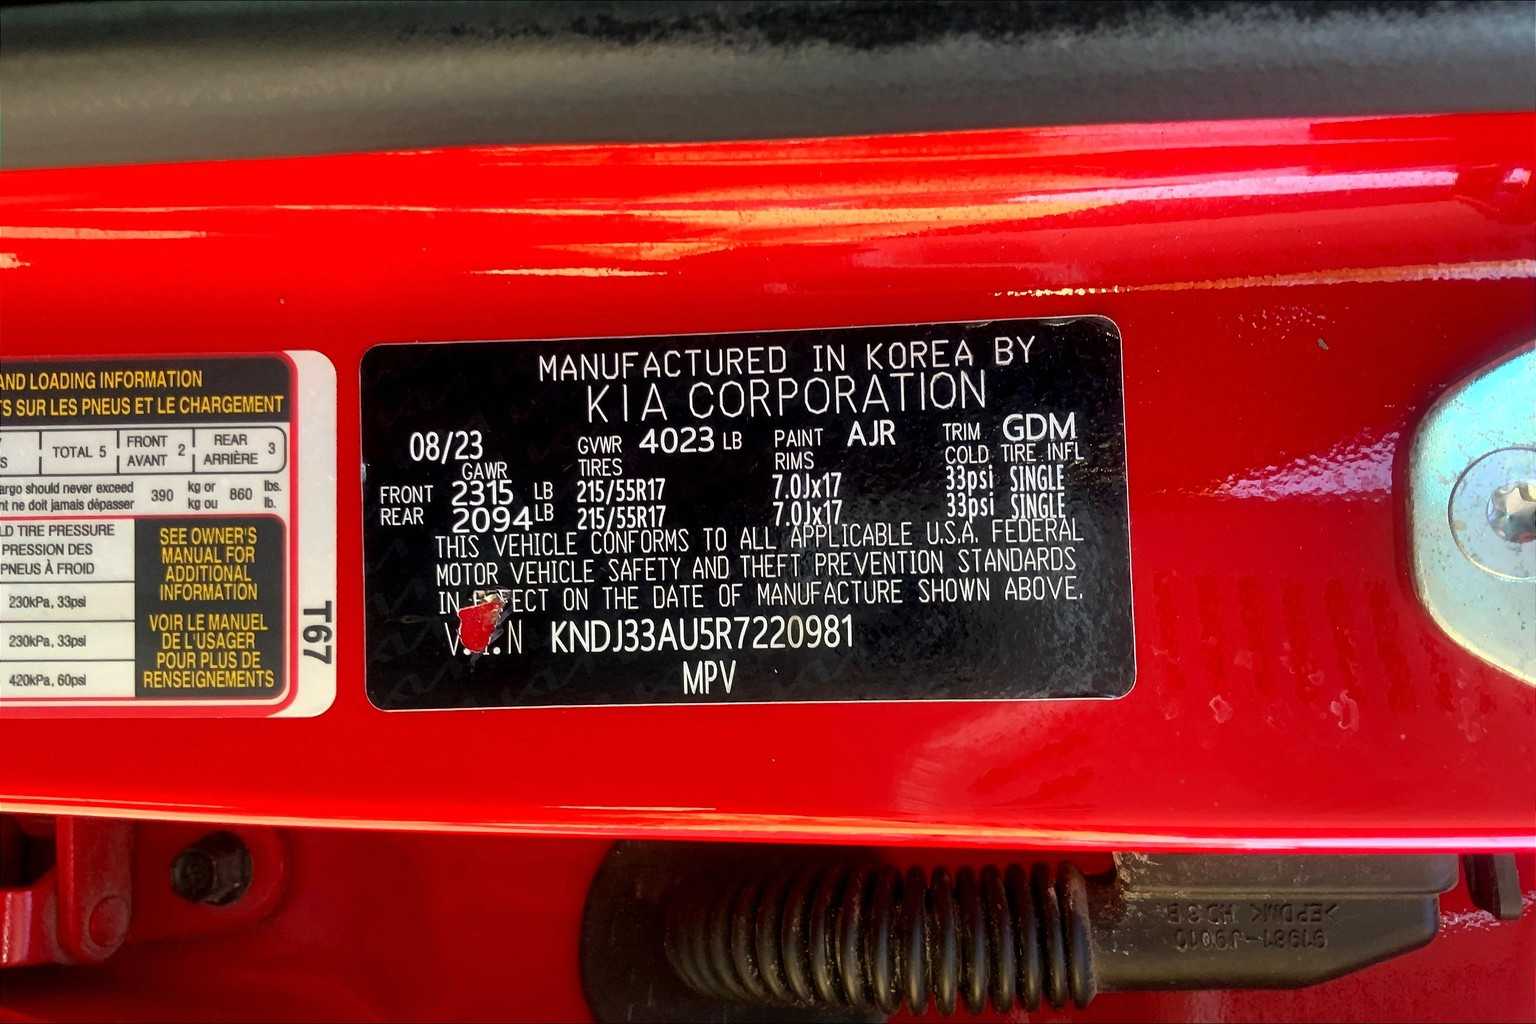 AND LOADING INFORMATION
TS SUR LES PNEUS ET LE CHARGEMENT
TOTAL 5 FRONT AVANT 2 REAR ARRIÈRE 3
argo should never exceed
nt ne doit jamais dépasser
390 kg or kg ou 860 lbs. lb.
LD TIRE PRESSURE
PRESSION DES
PNEUS À FROID
230kPa, 33psi
230kPa, 33psi
420kPa, 60psi
SEE OWNER'S
MANUAL FOR
ADDITIONAL
INFORMATION
VOIR LE MANUEL
DE L'USAGER
POUR PLUS DE
RENSEIGNEMENTS
T67
MANUFACTURED IN KOREA BY
KIA CORPORATION
08/23 GVWR 4023 LB PAINT AJR TRIM GDM
GAWR TIRES RIMS COLD TIRE INFL
FRONT 2315 LB 215/55R17 7.0Jx17 33psi SINGLE
REAR 2094 LB 215/55R17 7.0Jx17 33psi SINGLE
THIS VEHICLE CONFORMS TO ALL APPLICABLE U.S.A. FEDERAL
MOTOR VEHICLE SAFETY AND THEFT PREVENTION STANDARDS
IN EFFECT ON THE DATE OF MANUFACTURE SHOWN ABOVE.
V.I.N KNDJ33AU5R7220981
MPV
91981-J9010
>EPDMK HD3B